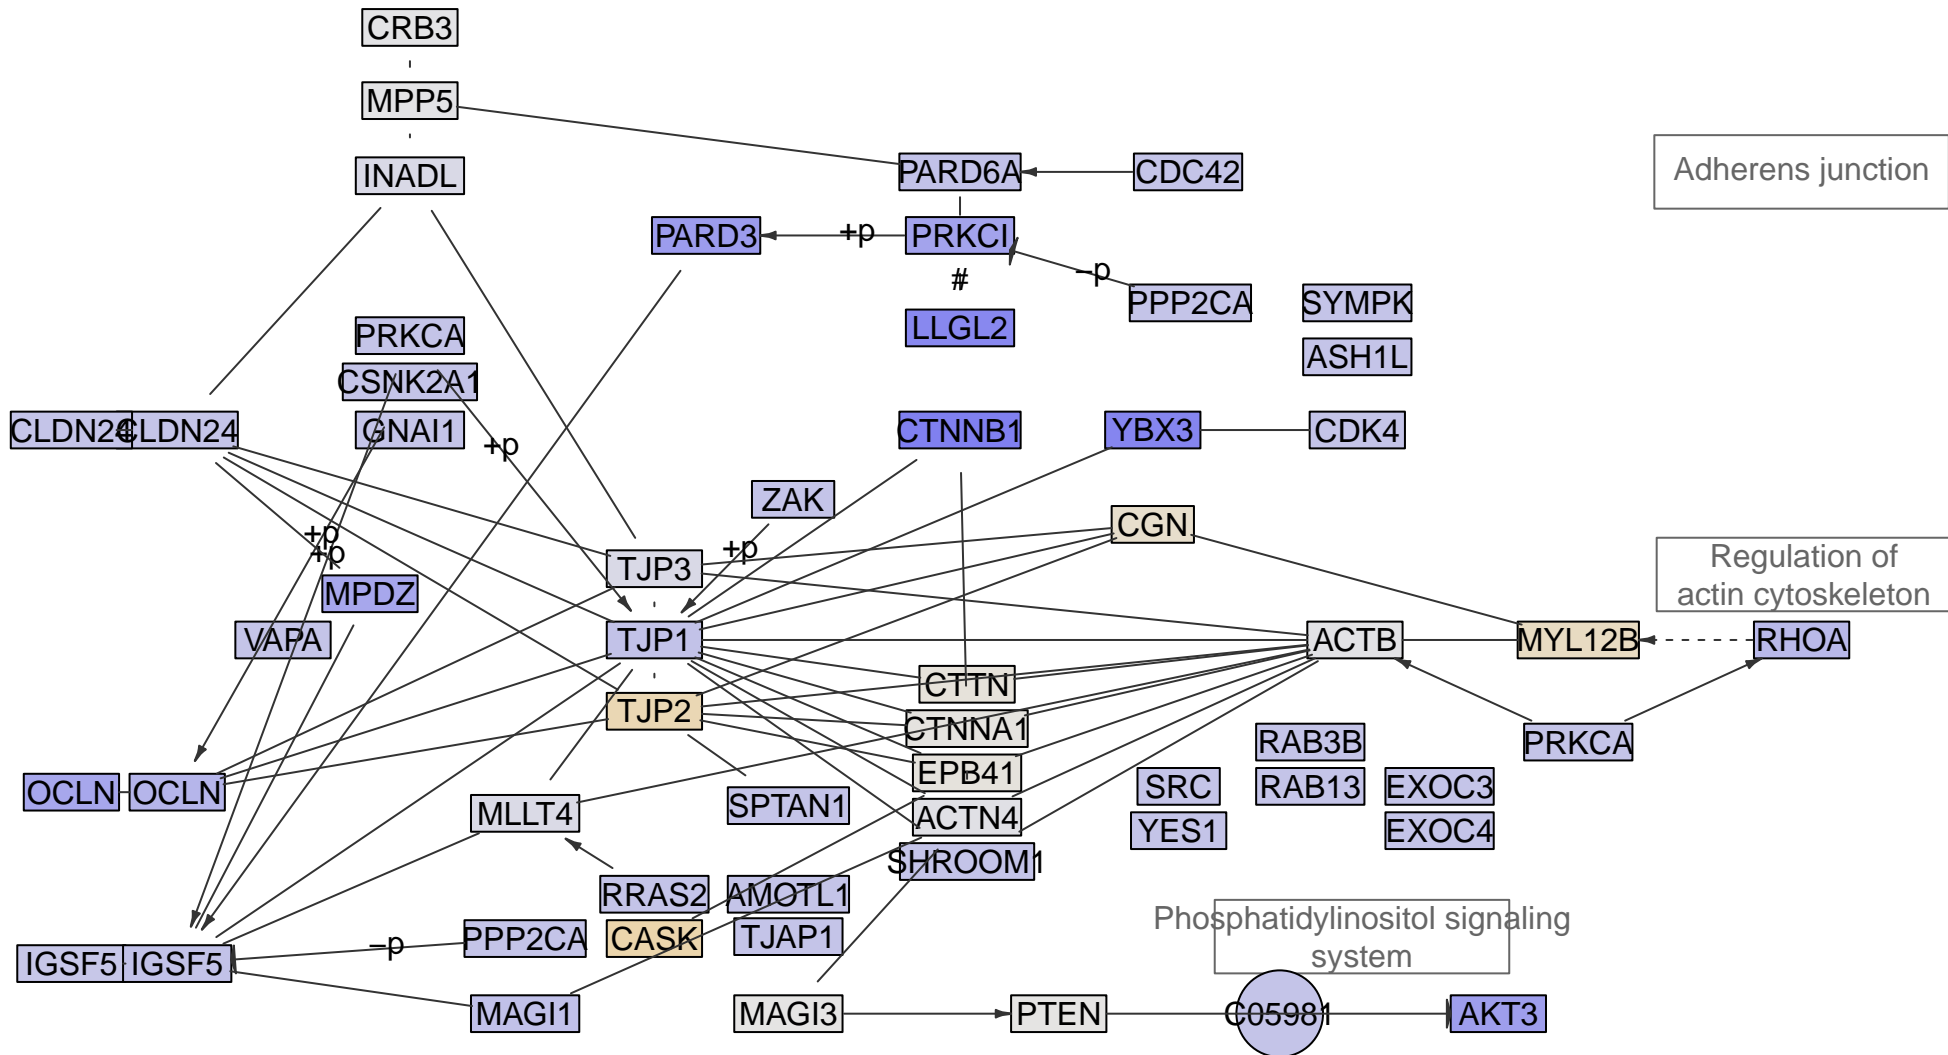 CRB3
MPP5
INADL
PARD6A
CDC42
Adherens junction
PARD3
+p
PRKCI
–p
#
PPP2CA
SYMPK
PRKCA
LLGL2
ASH1L
CSNK2A1
CLDN24
CLDN24
GNAI1
+p
CTNNB1
YBX3
CDK4
ZAK
CGN
+p
+p
+p
TJP3
Regulation of
actin cytoskeleton
MPDZ
VAPA
TJP1
ACTB
MYL12B
RHOA
CTTN
TJP2
CTNNA1
RAB3B
PRKCA
EPB41
OCLN
OCLN
SRC
RAB13
EXOC3
MLLT4
SPTAN1
ACTN4
YES1
EXOC4
SHROOM1
RRAS2
AMOTL1
Phosphatidylinositol signaling
system
PPP2CA
CASK
TJAP1
–p
IGSF5
IGSF5
MAGI1
MAGI3
PTEN
C05981
AKT3